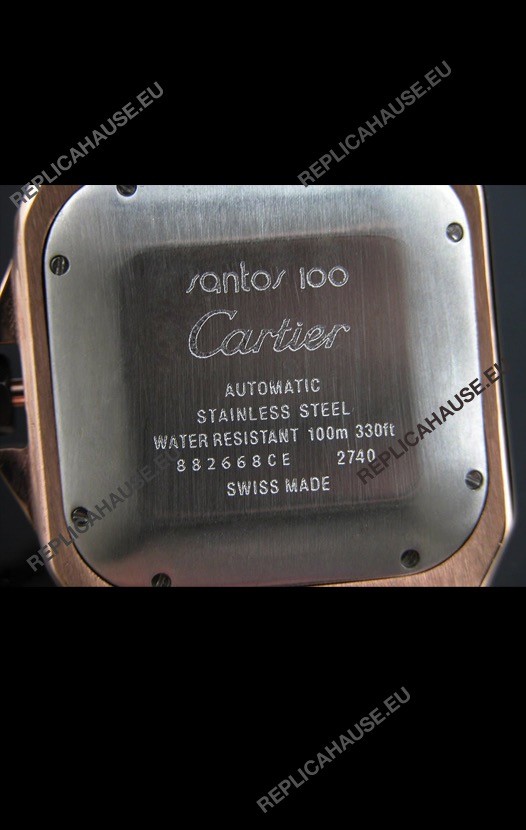 REPLICAHAUSE.EU
REPLICAHAUSE.EU
santos 100
Cartier
AUTOMATIC
STAINLESS STEEL
WATER RESISTANT 100m 330ft
882668CE 2740
SWISS MADE
REPLICAHAUSE.EU
REPLICAHAUSE.EU
REPLICAHAUSE.EU